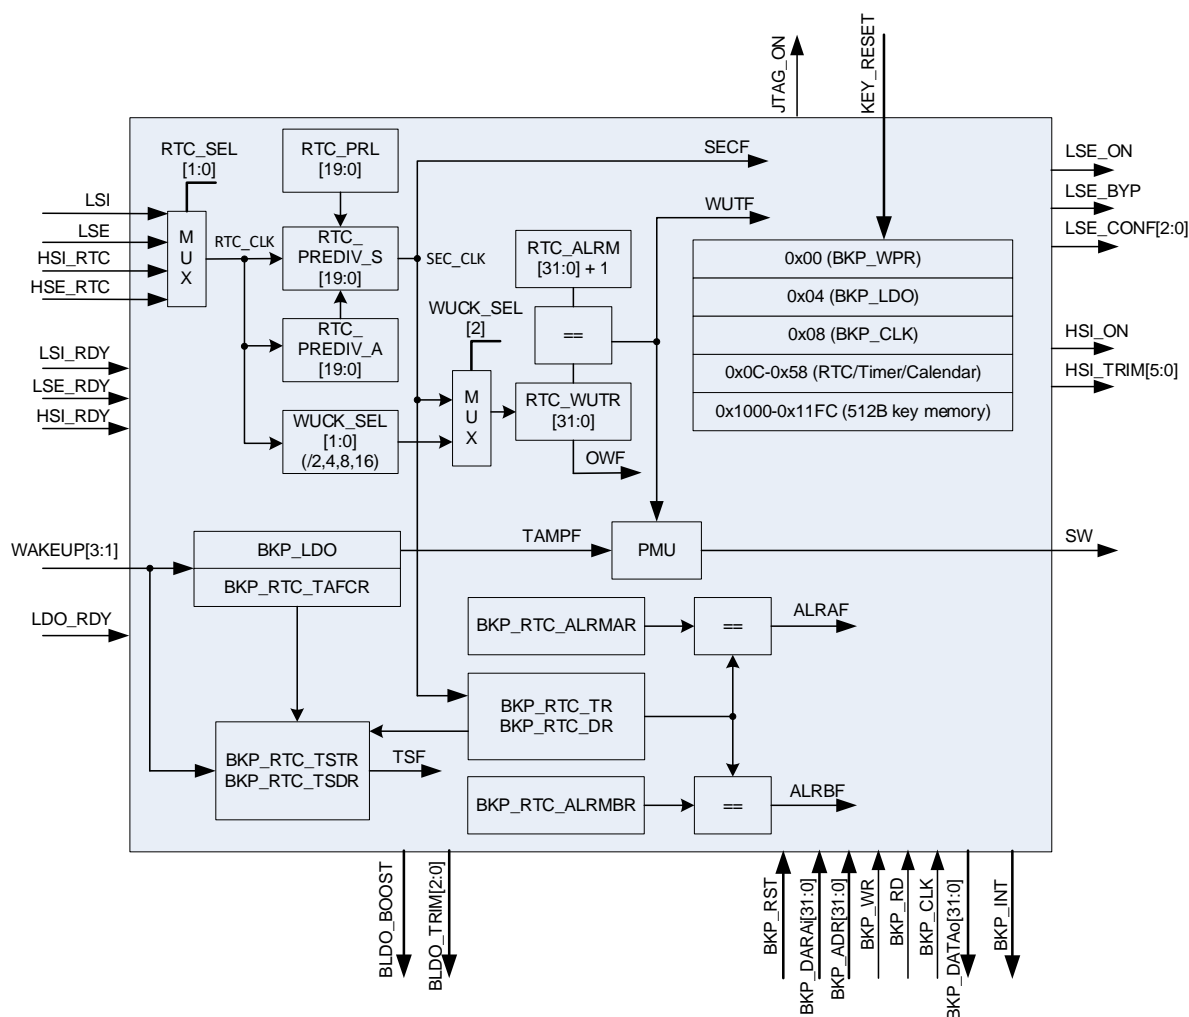 JTAG_ON
KEY_RESET
RTC_SEL
[1:0]
RTC_PRL
[19:0]
SECF
LSE_ON
LSI
WUTF
LSE_BYP
LSE
MUX
RTC_CLK
RTC_
PREDIV_S
[19:0]
SEC_CLK
RTC_ALRM
[31:0] + 1
LSE_CONF[2:0]
HSI_RTC
HSE_RTC
0x00 (BKP_WPR)
0x04 (BKP_LDO)
0x08 (BKP_CLK)
0x0C-0x58 (RTC/Timer/Calendar)
0x1000-0x11FC (512B key memory)
WUCK_SEL
[2]
RTC_
PREDIV_A
[19:0]
==
HSI_ON
LSI_RDY
LSE_RDY
HSI_RDY
HSI_TRIM[5:0]
MUX
RTC_WUTR
[31:0]
WUCK_SEL
[1:0]
(/2,4,8,16)
OWF
WAKEUP[3:1]
BKP_LDO
BKP_RTC_TAFCR
TAMPF
PMU
SW
LDO_RDY
BKP_RTC_ALRMAR
==
ALRAF
BKP_RTC_TR
BKP_RTC_DR
BKP_RTC_TSTR
BKP_RTC_TSDR
TSF
BKP_RTC_ALRMBR
==
ALRBF
BLDO_BOOST
BLDO_TRIM[2:0]
BKP_RST
BKP_DARAi[31:0]
BKP_ADR[31:0]
BKP_WR
BKP_RD
BKP_CLK
BKP_DATAo[31:0]
BKP_INT